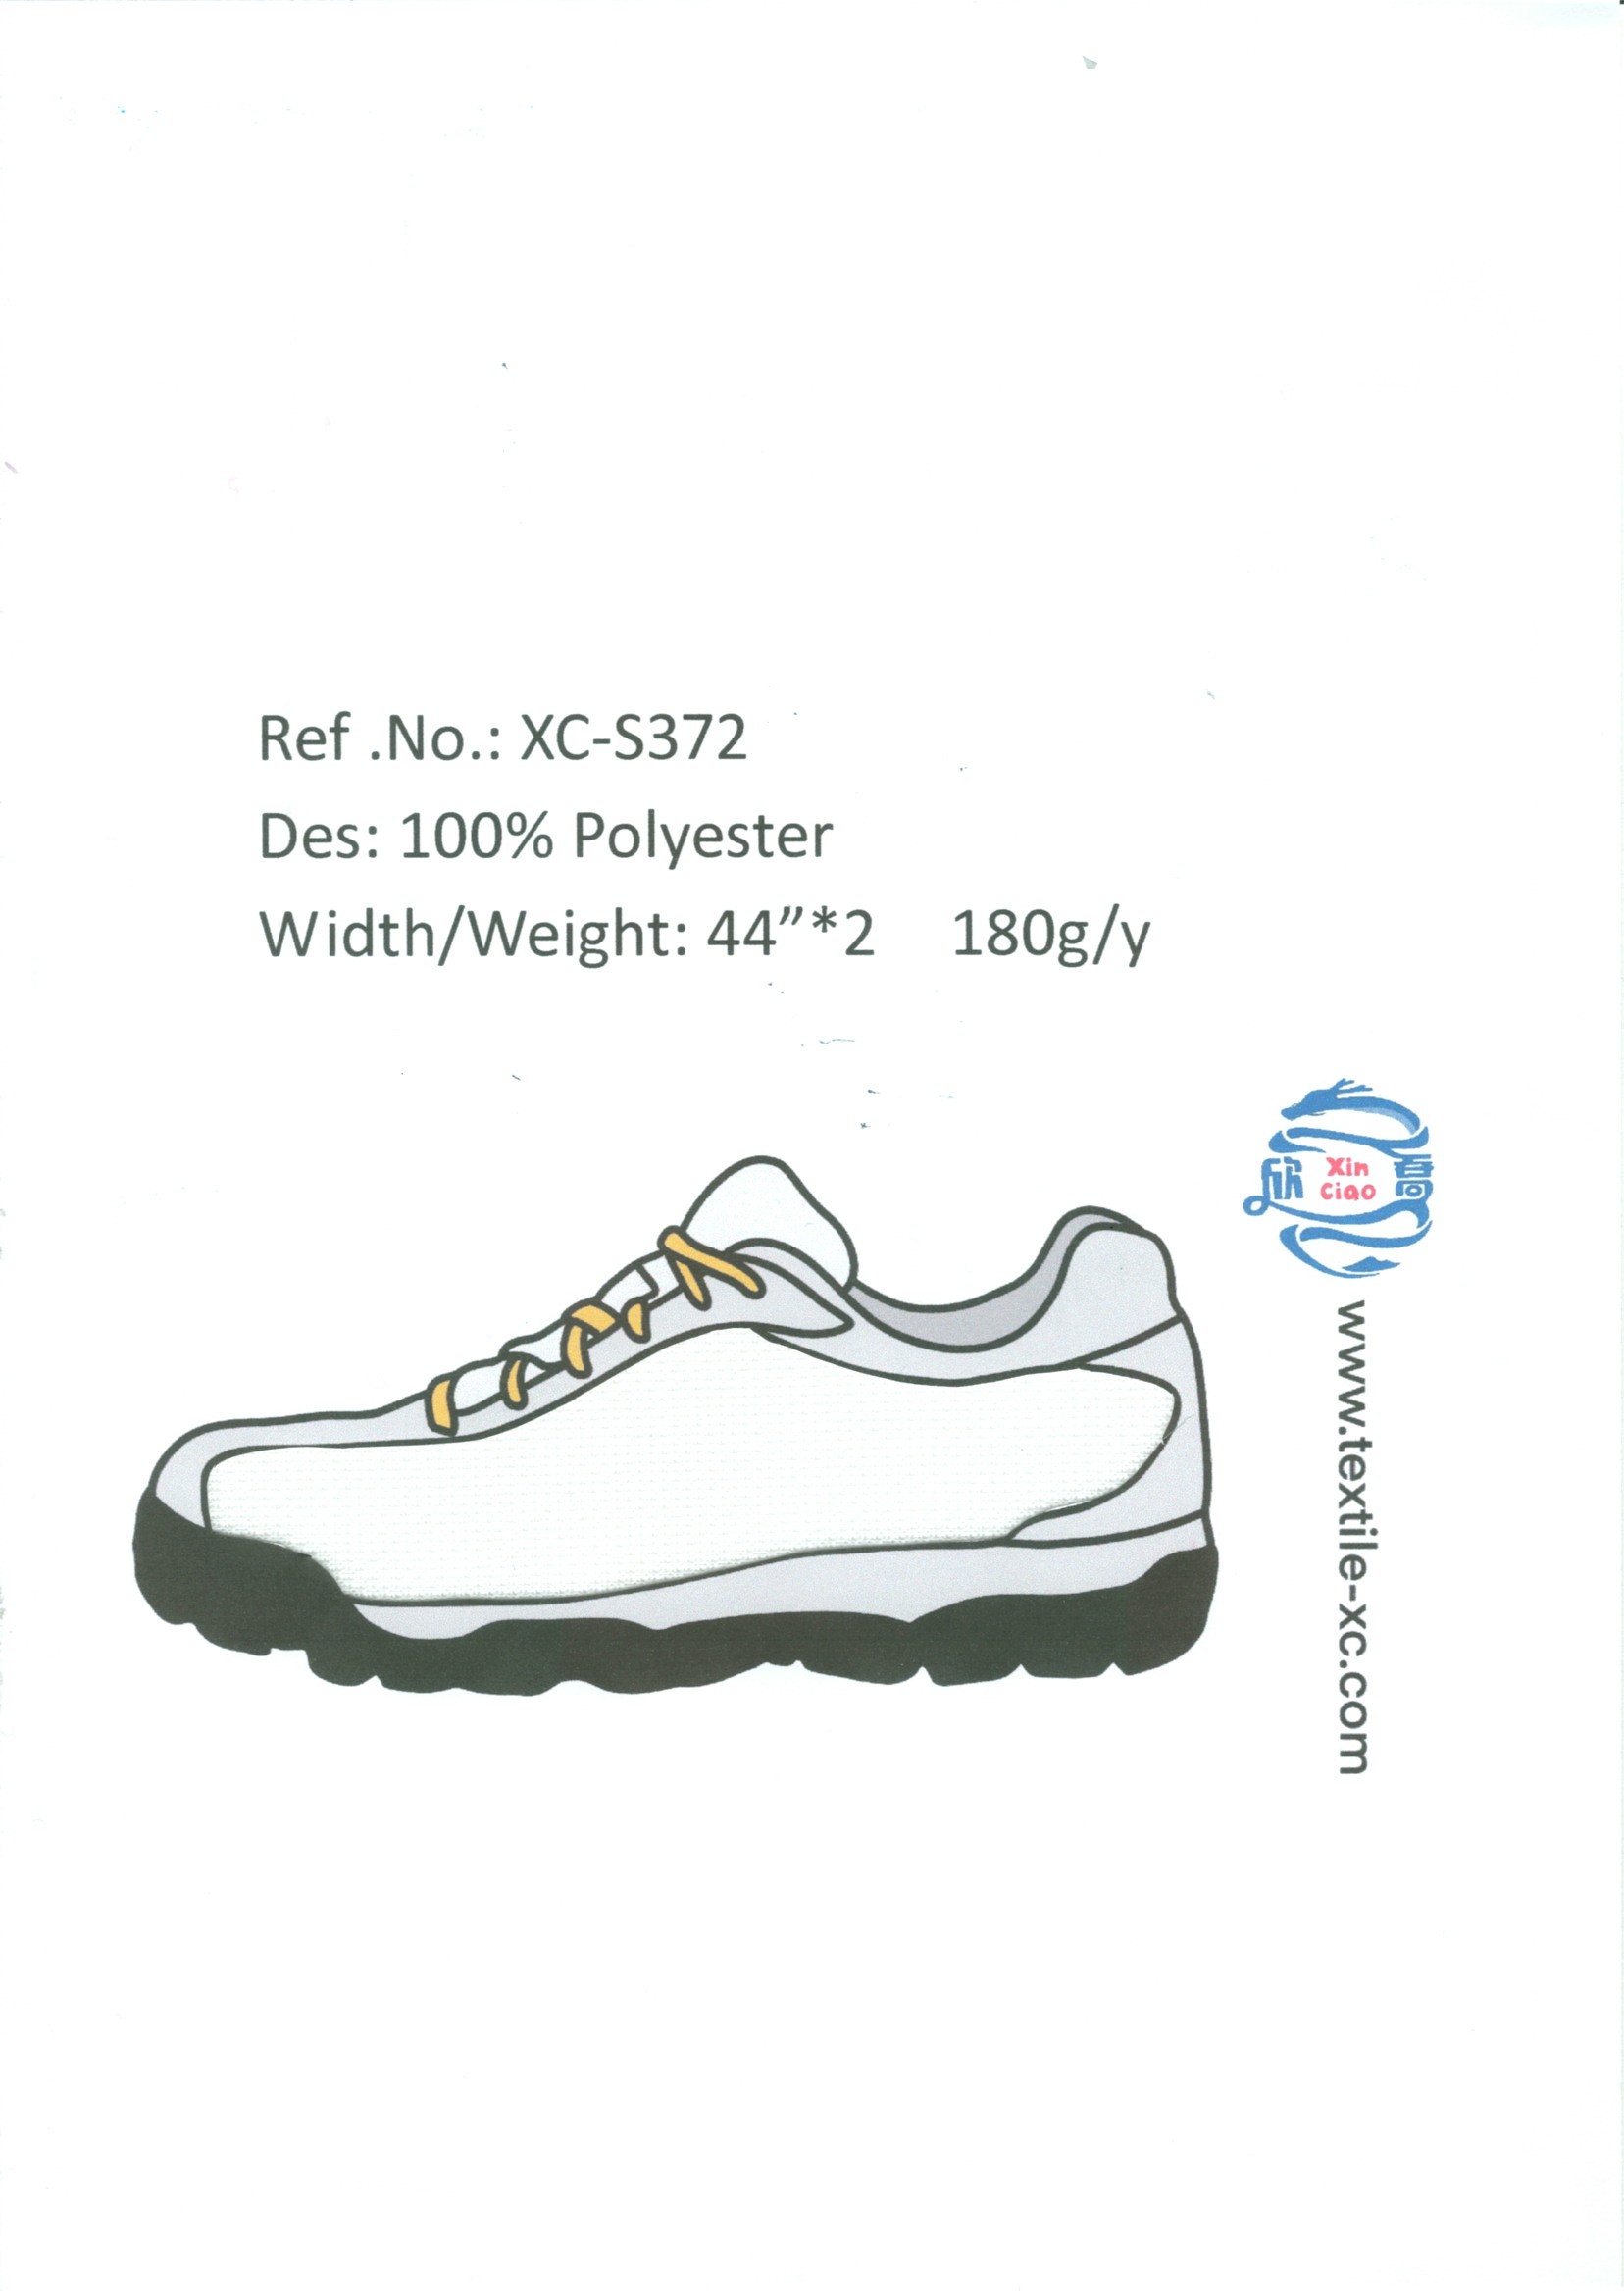 Ref .No.: XC-S372
Des: 100% Polyester
Width/Weight: 44”*2 180g/y
欣 Xin Ciao 喬
www.textile-xc.com